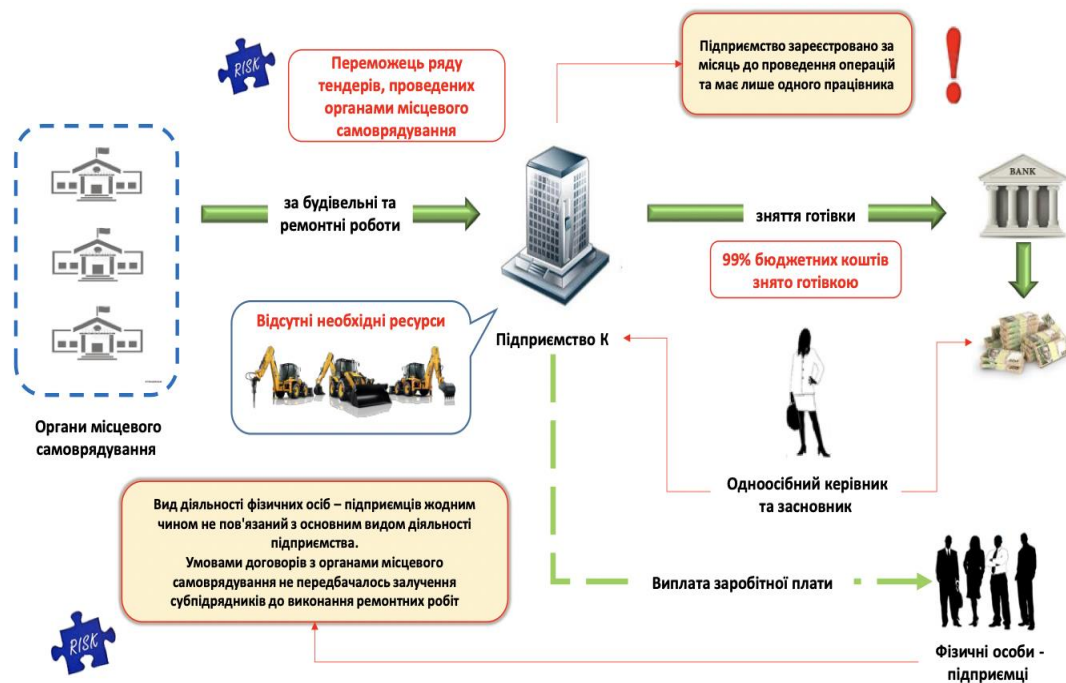 RISK
Переможець ряду
тендерів, проведених
органами місцевого
самоврядування
Підприємство зареєстровано за
місяць до проведення операцій
та має лише одного працівника
за будівельні та
ремонтні роботи
зняття готівки
BANK
99% бюджетних коштів
знято готівкою
Відсутні необхідні ресурси
Підприємство К
Органи місцевого
самоврядування
Одноосібний керівник
та засновник
Вид діяльності фізичних осіб – підприємців жодним
чином не пов'язаний з основним видом діяльності
підприємства.
Умовами договорів з органами місцевого
самоврядування не передбачалось залучення
субпідрядників до виконання ремонтних робіт
Виплата заробітної плати
RISK
Фізичні особи -
підприємці